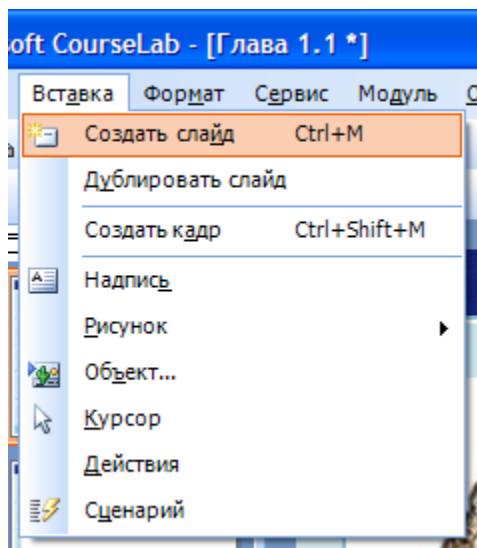 oft CourseLab - [Глава 1.1 *]
Вставка Формат Сервис Модуль
Создать слайд Ctrl+M
Дублировать слайд
Создать кадр Ctrl+Shift+M
Надпись
Рисунок
Объект...
Курсор
Действия
Сценарий